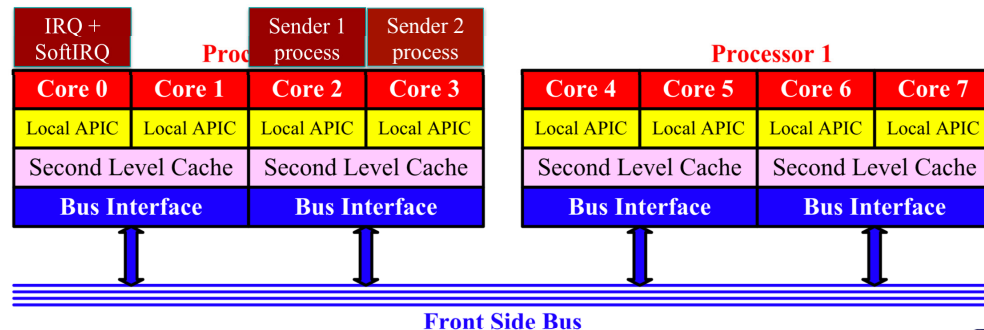 IRQ +
SoftIRQ
Sender 1
process
Sender 2
process
Proc
Processor 1
Core 0
Core 1
Core 2
Core 3
Core 4
Core 5
Core 6
Core 7
Local APIC
Local APIC
Local APIC
Local APIC
Local APIC
Local APIC
Local APIC
Local APIC
Second Level Cache
Second Level Cache
Second Level Cache
Second Level Cache
Bus Interface
Bus Interface
Bus Interface
Bus Interface
Front Side Bus